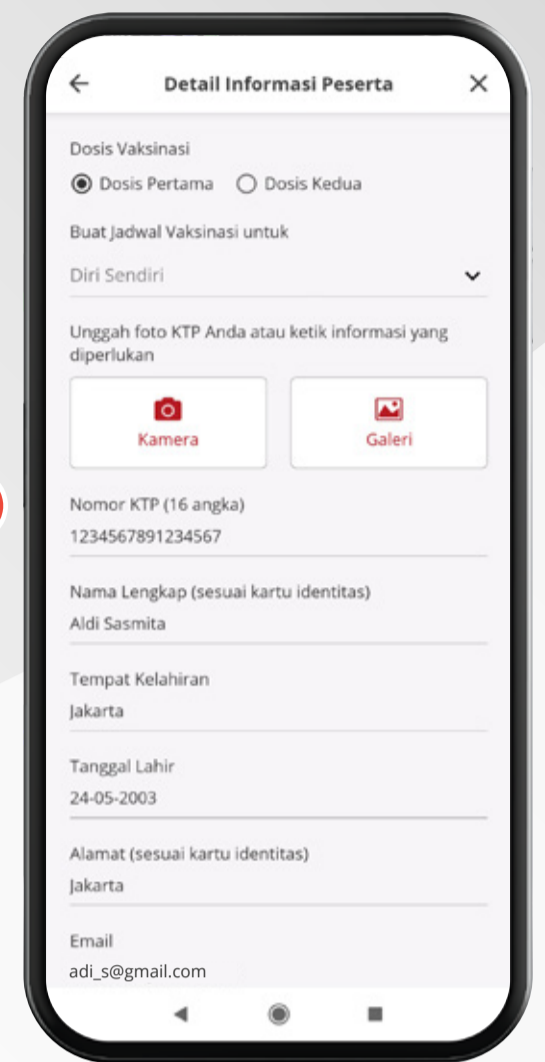 Detail Informasi Peserta
Dosis Vaksinasi
Dosis Pertama Dosis Kedua
Buat Jadwal Vaksinasi untuk
Diri Sendiri
Unggah foto KTP Anda atau ketik informasi yang
diperlukan
Kamera Galeri
Nomor KTP (16 angka)
1234567891234567
Nama Lengkap (sesuai kartu identitas)
Aldi Sasmita
Tempat Kelahiran
Jakarta
Tanggal Lahir
24-05-2003
Alamat (sesuai kartu identitas)
Jakarta
Email
adi_s@gmail.com